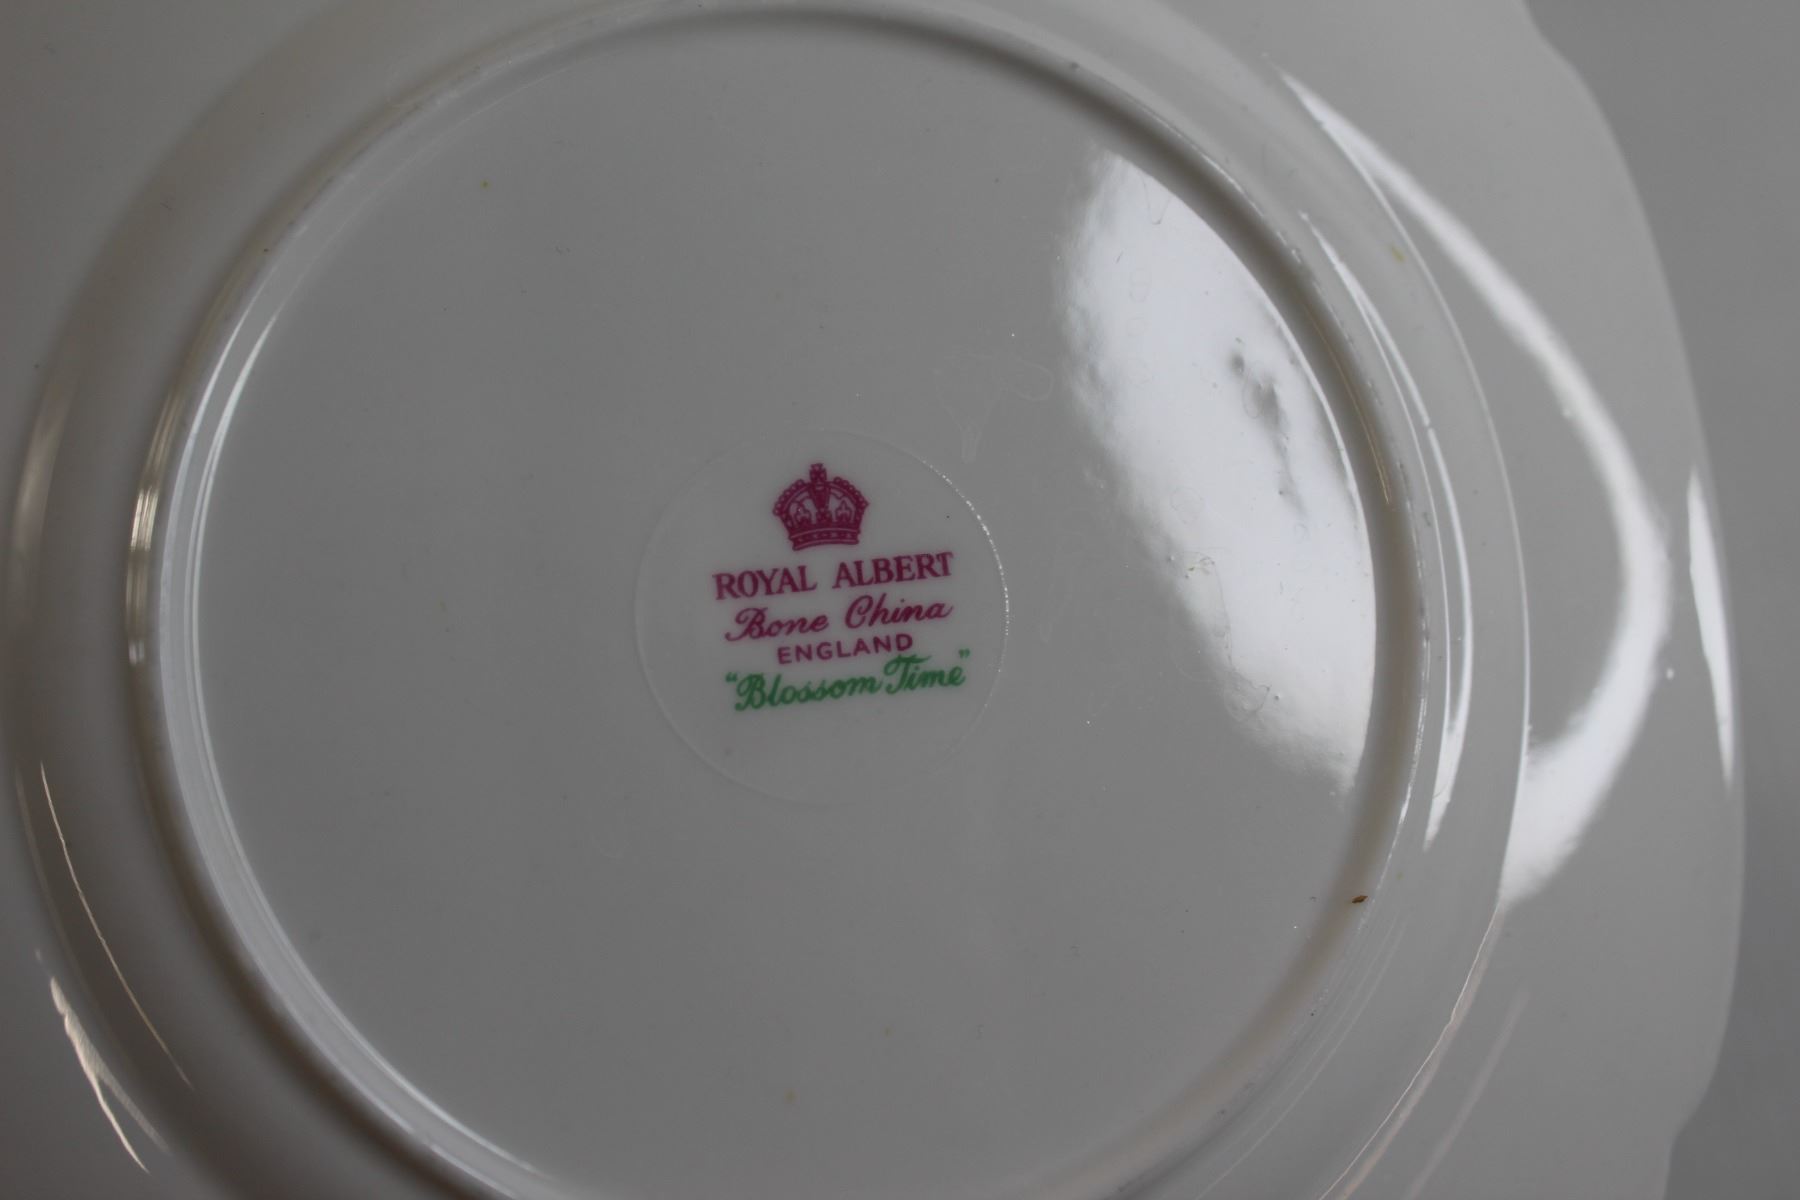 ROYAL ALBERT
Bone China
ENGLAND
"Blossom Time"